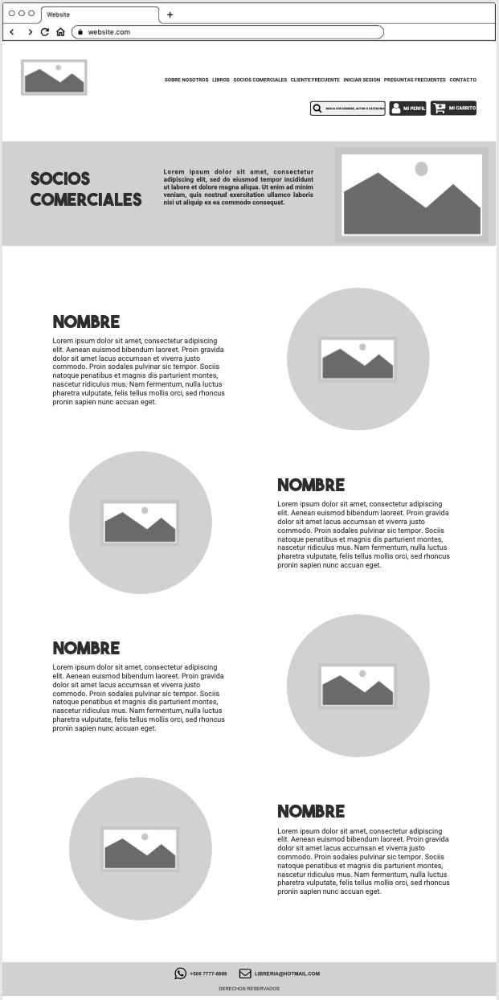 Website
website.com
SOBRE NOSOTROS LIBROS SOCIOS COMERCIALES CLIENTE FRECUENTE INICIAR SESION PREGUNTAS FRECUENTES CONTACTO
BUSCA POR NOMBRE, AUTOR O CATEGORIA MI PERFIL MI CARRITO
SOCIOS
COMERCIALES
Lorem ipsum dolor sit amet, consectetur
adipiscing elit, sed do eiusmod tempor incididunt
ut labore et dolore magna aliqua. Ut enim ad minim
veniam, quis nostrud exercitation ullamco laboris
nisi ut aliquip ex ea commodo consequat.
NOMBRE
Lorem ipsum dolor sit amet, consectetur adipiscing
elit. Aenean euismod bibendum laoreet. Proin gravida
dolor sit amet lacus accumsan et viverra justo
commodo. Proin sodales pulvinar sic tempor. Sociis
natoque penatibus et magnis dis parturient montes,
nascetur ridiculus mus. Nam fermentum, nulla luctus
pharetra vulputate, felis tellus mollis orci, sed rhoncus
pronin sapien nunc accuan eget.
NOMBRE
Lorem ipsum dolor sit amet, consectetur adipiscing
elit. Aenean euismod bibendum laoreet. Proin gravida
dolor sit amet lacus accumsan et viverra justo
commodo. Proin sodales pulvinar sic tempor. Sociis
natoque penatibus et magnis dis parturient montes,
nascetur ridiculus mus. Nam fermentum, nulla luctus
pharetra vulputate, felis tellus mollis orci, sed rhoncus
pronin sapien nunc accuan eget.
NOMBRE
Lorem ipsum dolor sit amet, consectetur adipiscing
elit. Aenean euismod bibendum laoreet. Proin gravida
dolor sit amet lacus accumsan et viverra justo
commodo. Proin sodales pulvinar sic tempor. Sociis
natoque penatibus et magnis dis parturient montes,
nascetur ridiculus mus. Nam fermentum, nulla luctus
pharetra vulputate, felis tellus mollis orci, sed rhoncus
pronin sapien nunc accuan eget.
NOMBRE
Lorem ipsum dolor sit amet, consectetur adipiscing
elit. Aenean euismod bibendum laoreet. Proin gravida
dolor sit amet lacus accumsan et viverra justo
commodo. Proin sodales pulvinar sic tempor. Sociis
natoque penatibus et magnis dis parturient montes,
nascetur ridiculus mus. Nam fermentum, nulla luctus
pharetra vulputate, felis tellus mollis orci, sed rhoncus
pronin sapien nunc accuan eget.
+506 7777-8888 LIBRERIA@HOTMAIL.COM
DERECHOS RESERVADOS